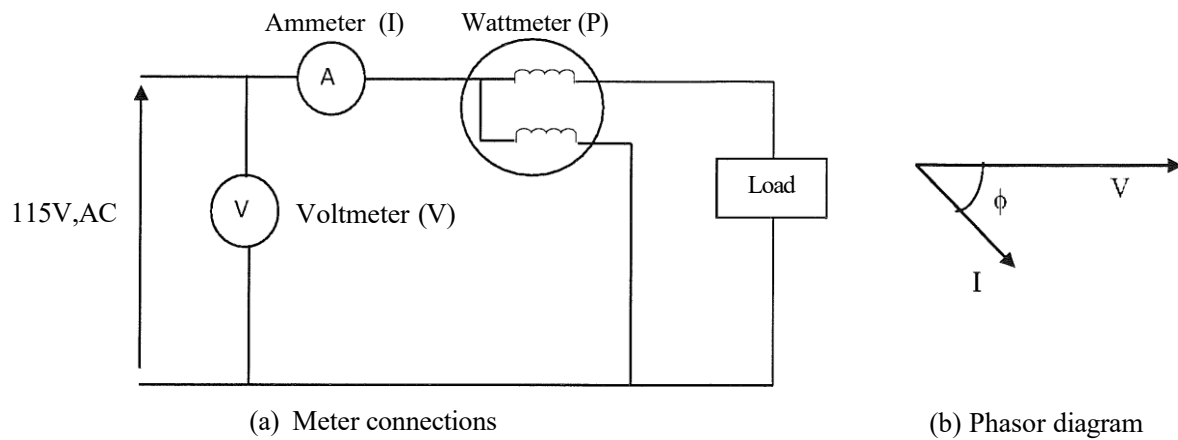 Ammeter (I) Wattmeter (P)
A
115V,AC
V
Voltmeter (V)
Load
V
ϕ
I
(a) Meter connections
(b) Phasor diagram